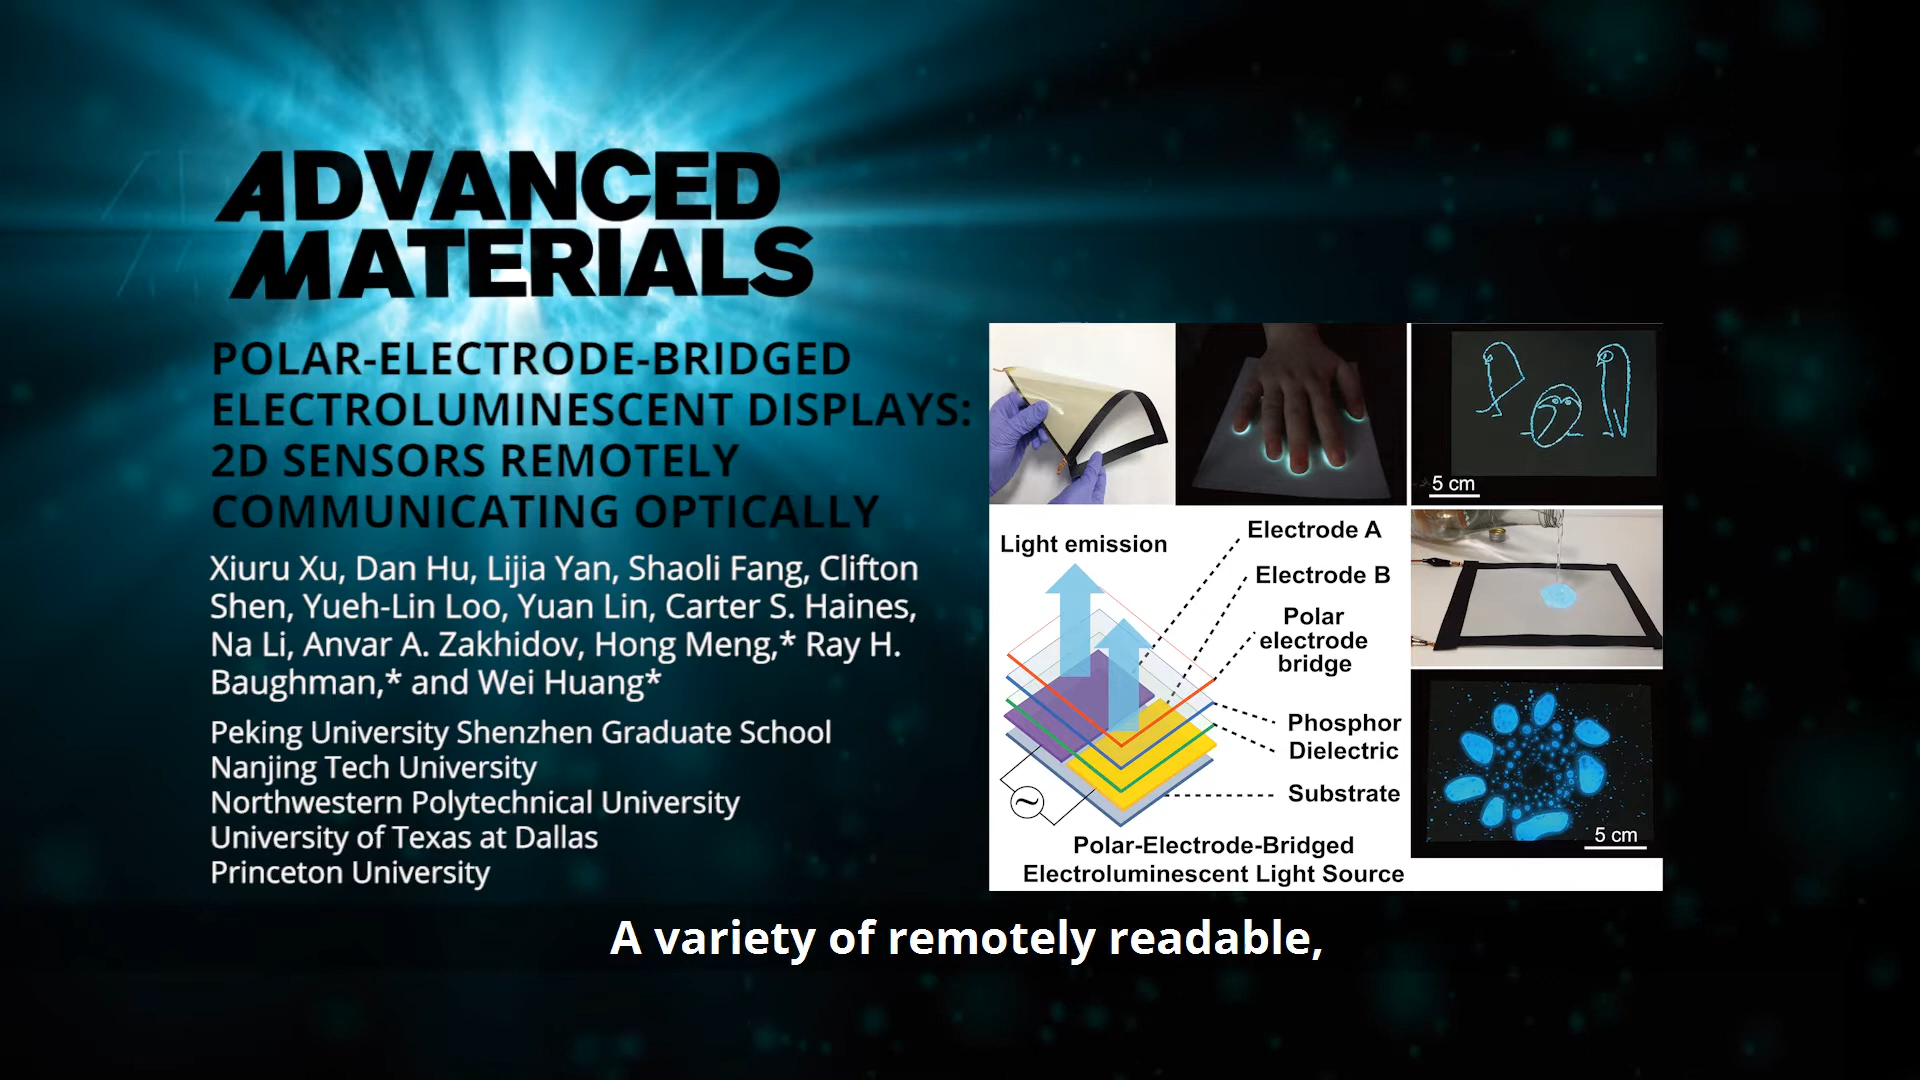 ADVANCED
MATERIALS
POLAR-ELECTRODE-BRIDGED
ELECTROLUMINESCENT DISPLAYS:
2D SENSORS REMOTELY
COMMUNICATING OPTICALLY
Xiuru Xu, Dan Hu, Lijia Yan, Shaoli Fang, Clifton
Shen, Yueh-Lin Loo, Yuan Lin, Carter S. Haines,
Na Li, Anvar A. Zakhidov, Hong Meng,* Ray H.
Baughman,* and Wei Huang*
Peking University Shenzhen Graduate School
Nanjing Tech University
Northwestern Polytechnical University
University of Texas at Dallas
Princeton University
5 cm
Light emission
Electrode A
Electrode B
Polar
electrode
bridge
Phosphor
Dielectric
Substrate
Polar-Electrode-Bridged
Electroluminescent Light Source
5 cm
A variety of remotely readable,